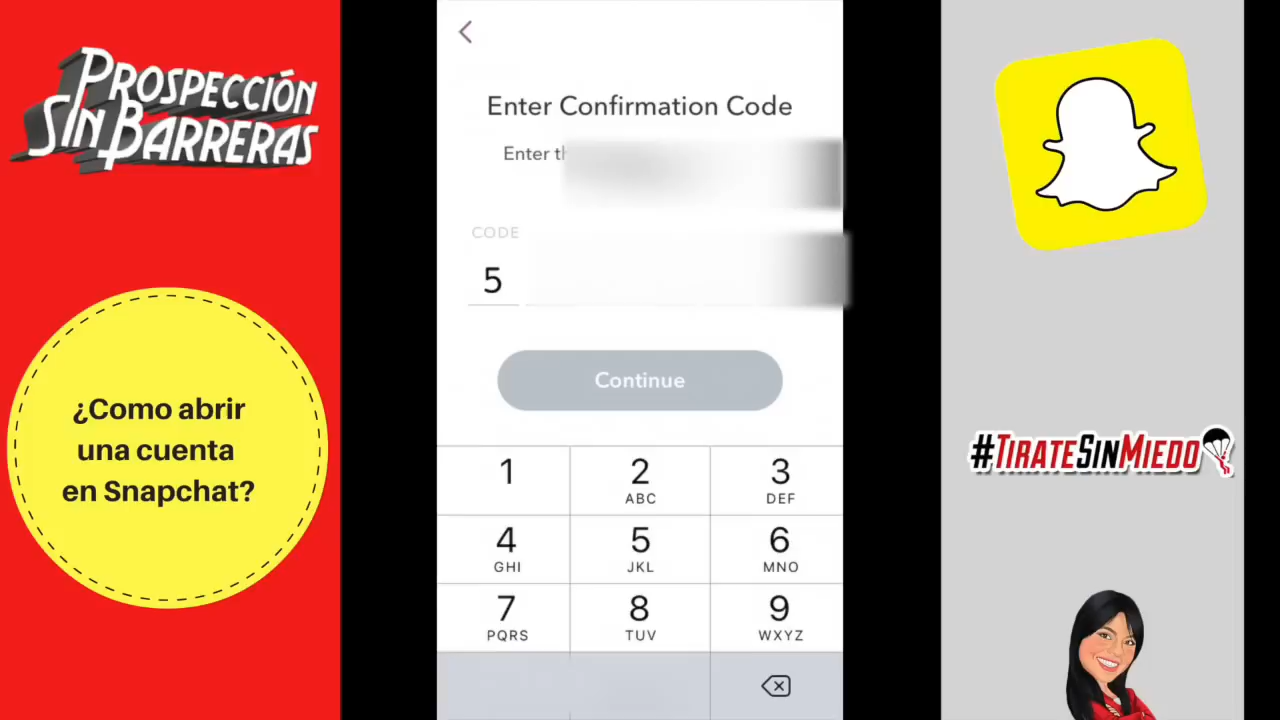 PROSPECCIÓN
SIN BARRERAS
¿Como abrir
una cuenta
en Snapchat?
Enter Confirmation Code
Enter
CODE
5
Continue
1
2
ABC
3
DEF
4
GHI
5
JKL
6
MNO
7
PQRS
8
TUV
9
WXYZ
#TIRATESINMIEDO